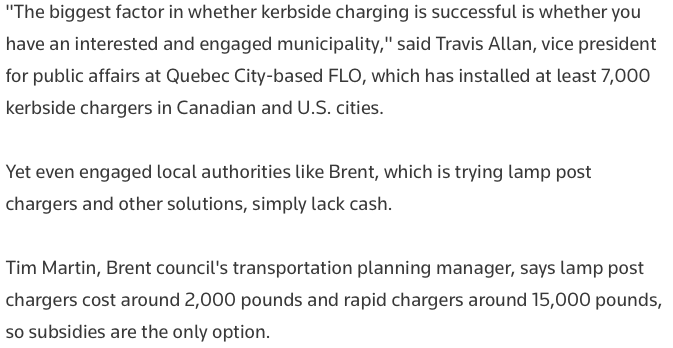 "The biggest factor in whether kerbside charging is successful is whether you
have an interested and engaged municipality," said Travis Allan, vice president
for public affairs at Quebec City-based FLO, which has installed at least 7,000
kerbside chargers in Canadian and U.S. cities.
Yet even engaged local authorities like Brent, which is trying lamp post
chargers and other solutions, simply lack cash.
Tim Martin, Brent council's transportation planning manager, says lamp post
chargers cost around 2,000 pounds and rapid chargers around 15,000 pounds,
so subsidies are the only option.